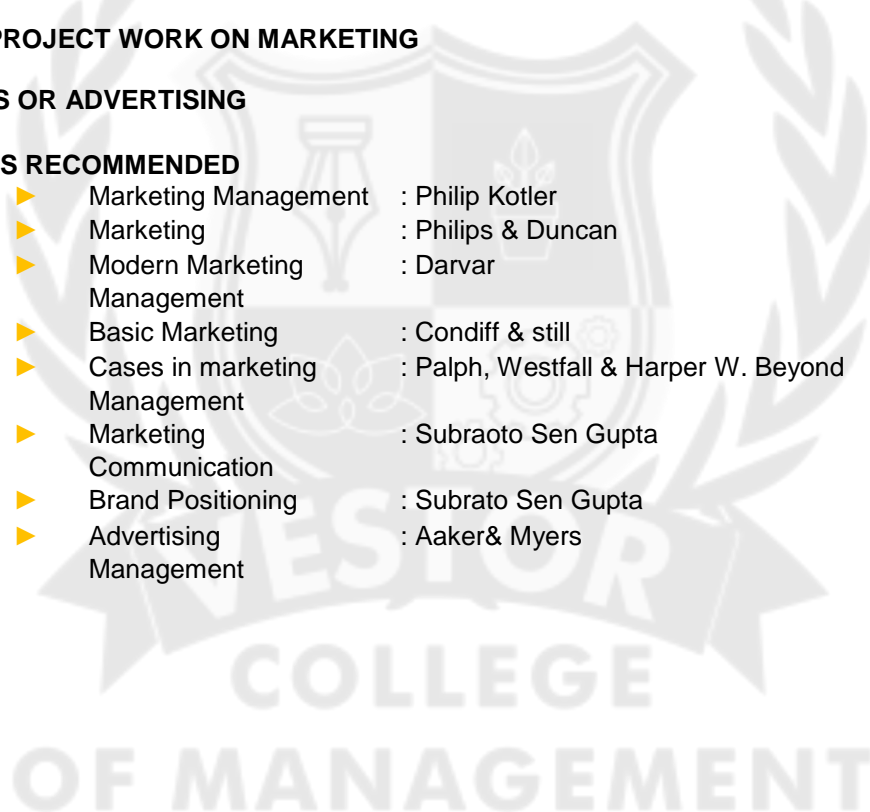 PROJECT WORK ON MARKETING
S OR ADVERTISING
S RECOMMENDED
► Marketing Management : Philip Kotler
► Marketing : Philips & Duncan
► Modern Marketing : Darvar
Management
► Basic Marketing : Condiff & still
► Cases in marketing : Palph, Westfall & Harper W. Beyond
Management
► Marketing : Subraoto Sen Gupta
Communication
► Brand Positioning : Subrato Sen Gupta
► Advertising : Aaker& Myers
Management
VESTOR
COLLEGE
OF MANAGEMENT